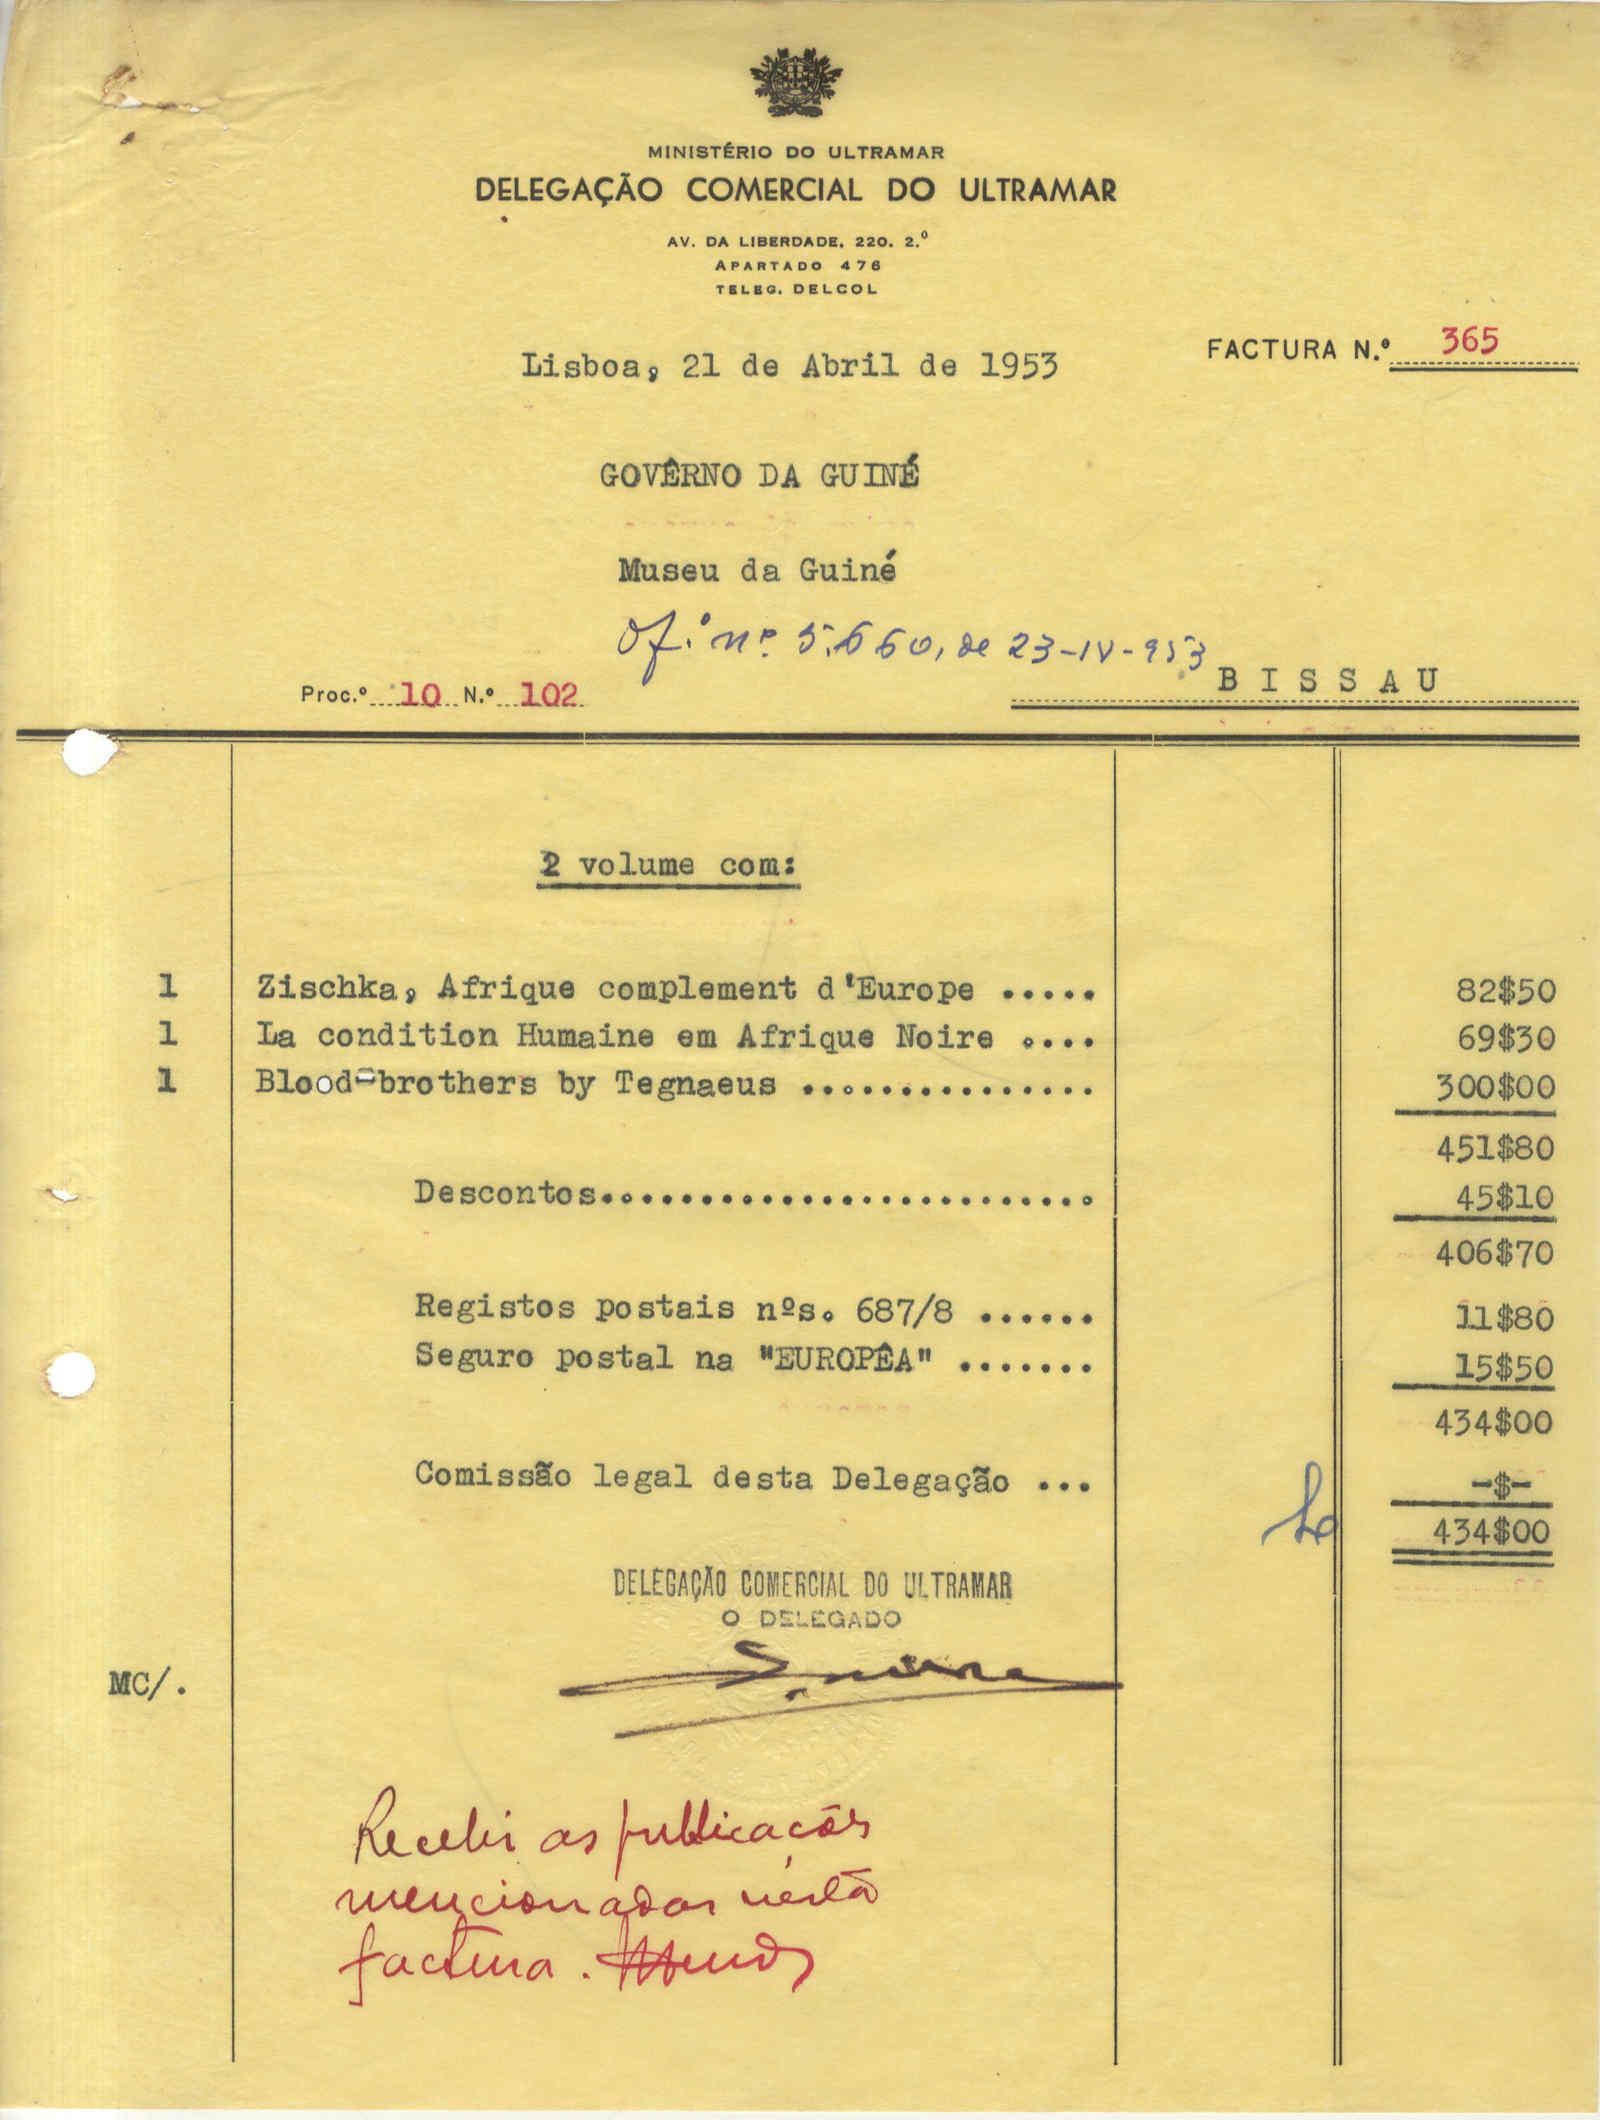 MINISTÉRIO DO ULTRAMAR
DELEGAÇÃO COMERCIAL DO ULTRAMAR
AV. DA LIBERDADE, 220. 2.º
APARTADO 476
TELEG. DELCOL
FACTURA N.º 365
Lisboa, 21 de Abril de 1953
GOVÊRNO DA GUINÉ
Museu da Guiné
Of.º nº. 5.660, de 23-IV-953
BISSAU
Proc.º 10 N.º 102
2 volume com:
1 Zischka, Afrique complement d'Europe ..... 82$50
1 La condition Humaine em Afrique Noire .... 69$30
1 Blood-brothers by Tegnaeus ............... 300$00
451$80
Descontos......................... 45$10
406$70
Registos postais nºs. 687/8 ...... 11$80
Seguro postal na "EUROPÊA" ....... 15$50
434$00
Comissão legal desta Delegação ... -$-
434$00
DELEGAÇÃO COMERCIAL DO ULTRAMAR
O DELEGADO
MC/.
Recebi as publicacões
mencionadas nesta
factura.